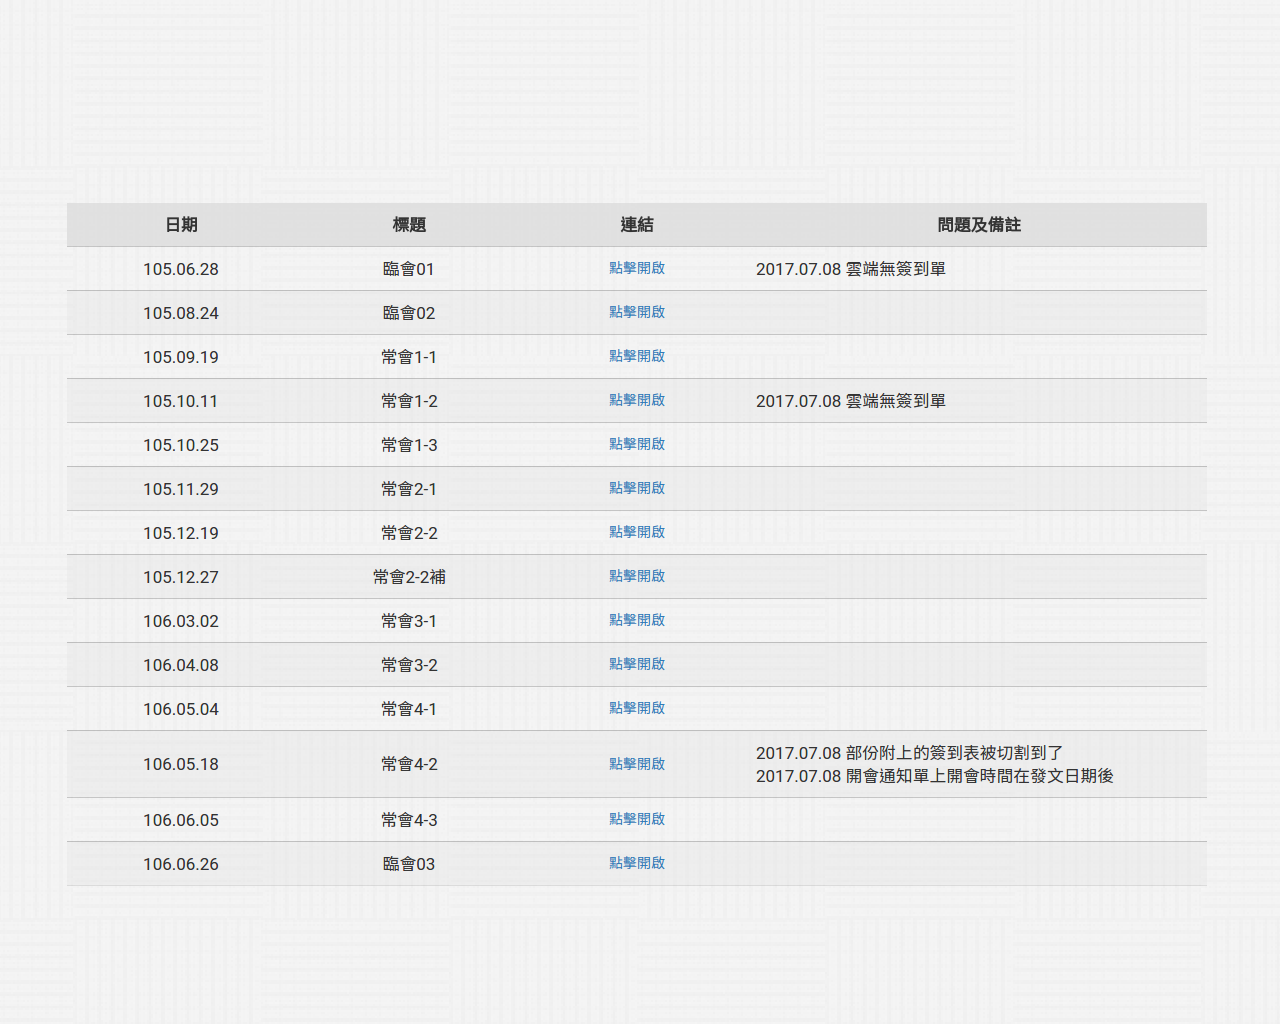 日期 標題 連結 問題及備註
105.06.28 臨會01 點擊開啟 2017.07.08 雲端無簽到單
105.08.24 臨會02 點擊開啟
105.09.19 常會1-1 點擊開啟
105.10.11 常會1-2 點擊開啟 2017.07.08 雲端無簽到單
105.10.25 常會1-3 點擊開啟
105.11.29 常會2-1 點擊開啟
105.12.19 常會2-2 點擊開啟
105.12.27 常會2-2補 點擊開啟
106.03.02 常會3-1 點擊開啟
106.04.08 常會3-2 點擊開啟
106.05.04 常會4-1 點擊開啟
106.05.18 常會4-2 點擊開啟 2017.07.08 部份附上的簽到表被切割到了
2017.07.08 開會通知單上開會時間在發文日期後
106.06.05 常會4-3 點擊開啟
106.06.26 臨會03 點擊開啟